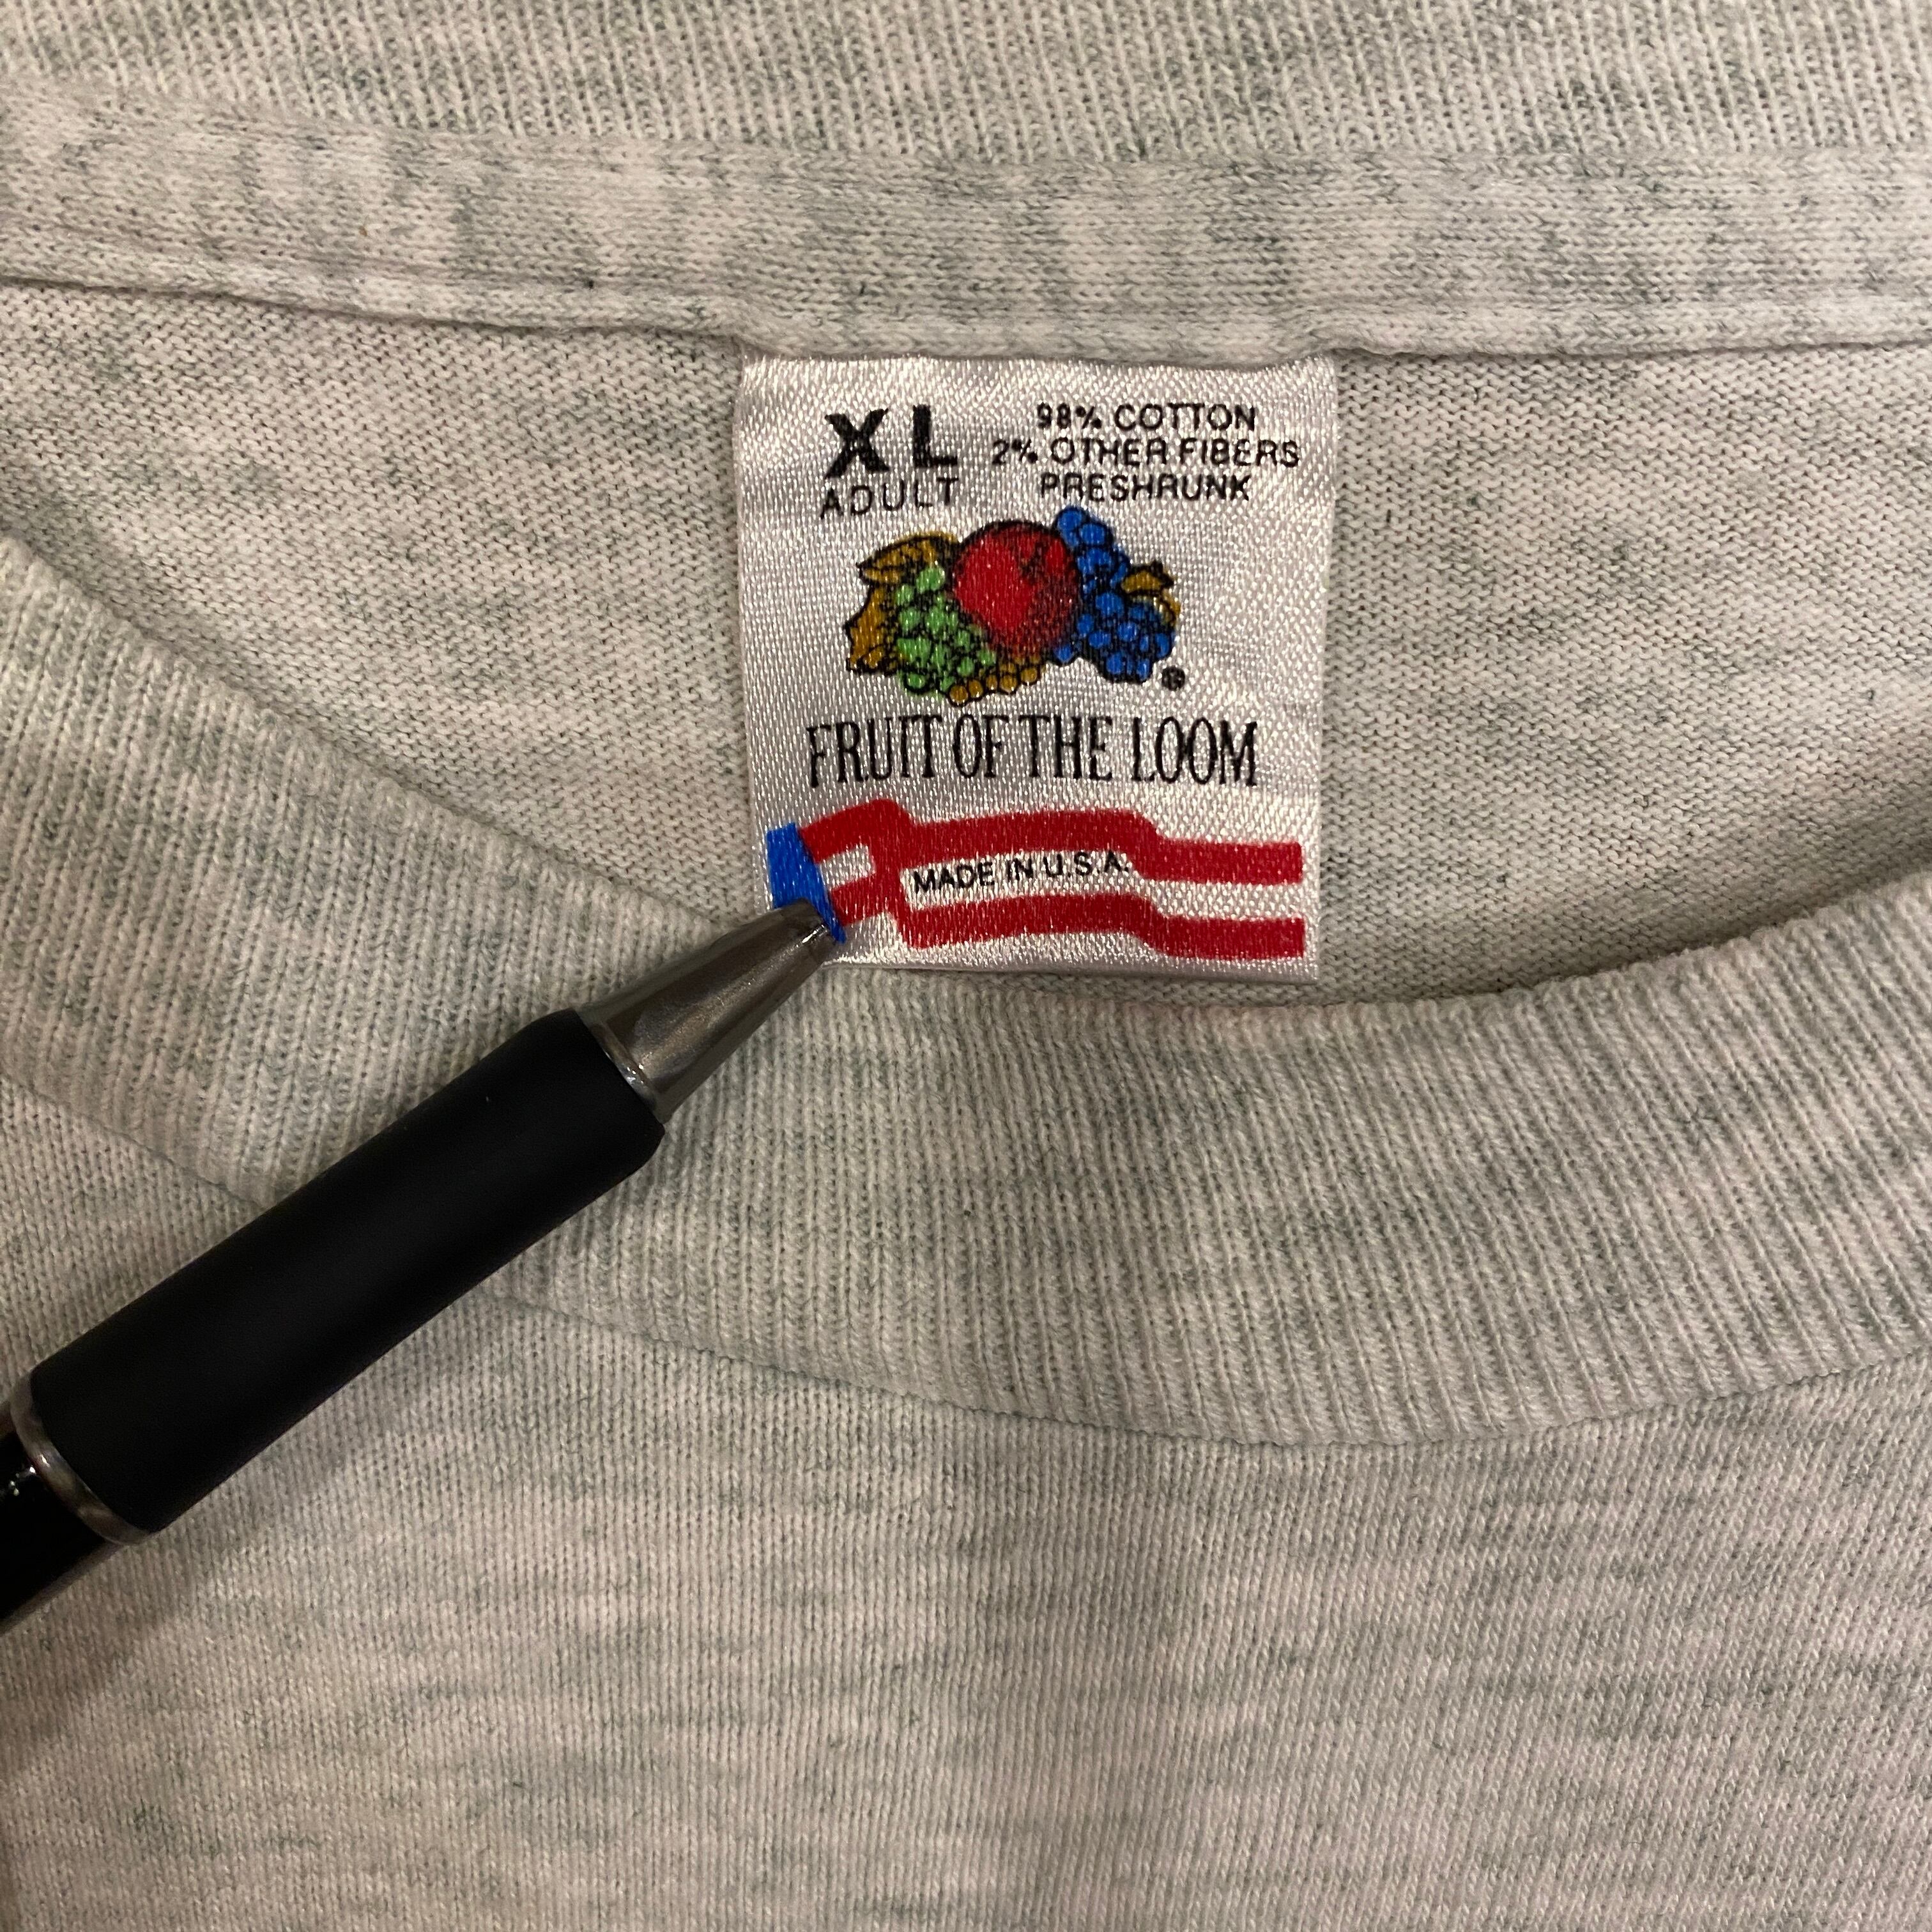 XL
ADULT
98% COTTON
2% OTHER FIBERS
PRESHRUNK
®
FRUIT OF THE LOOM
MADE IN U.S.A.